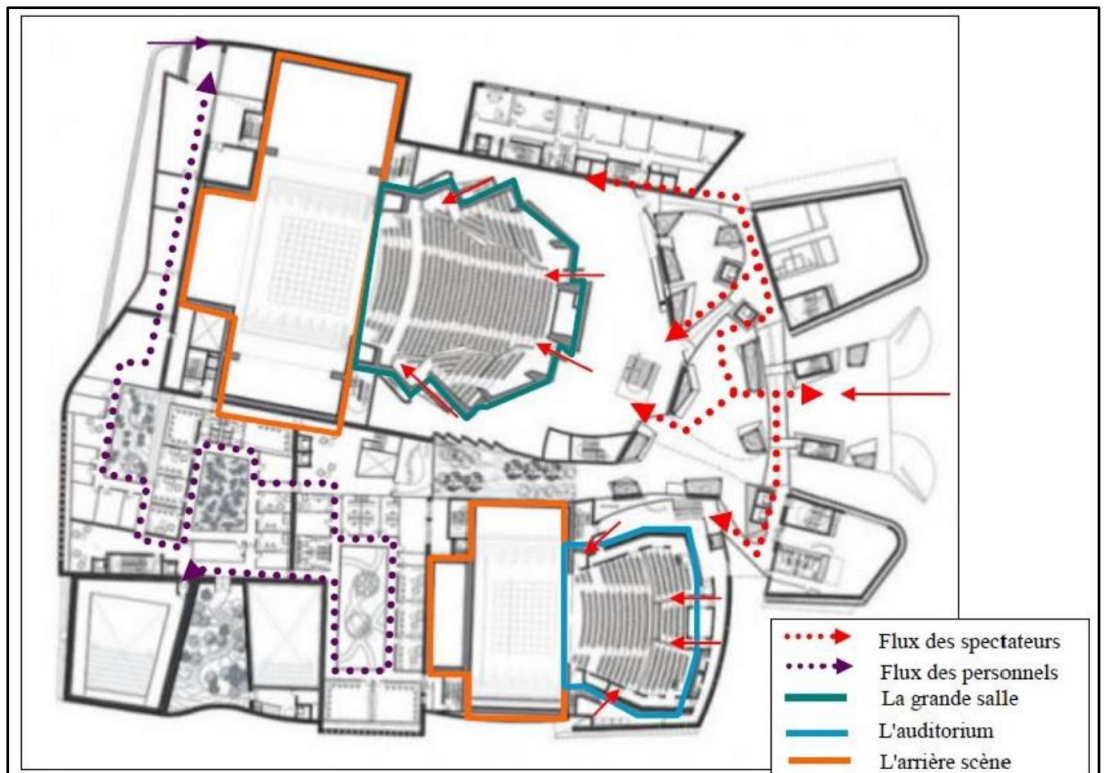 Flux des spectateurs
Flux des personnels
La grande salle
L'auditorium
L'arrière scène